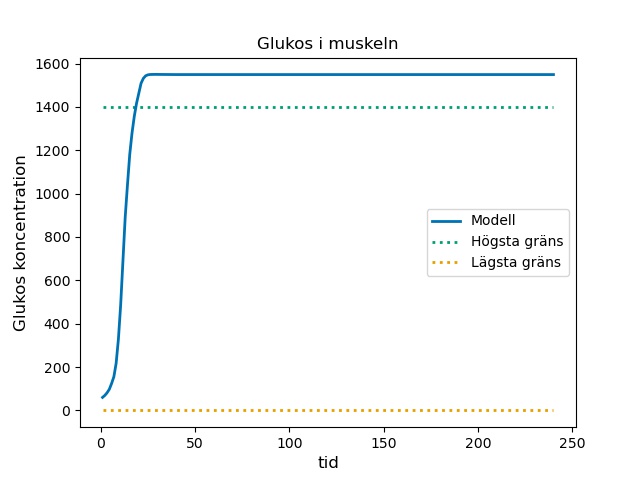 Glukos i muskeln
Glukos koncentration
1600
1400
1200
1000
800
600
400
200
0
Modell
Högsta gräns
Lägsta gräns
0 50 100 150 200 250
tid